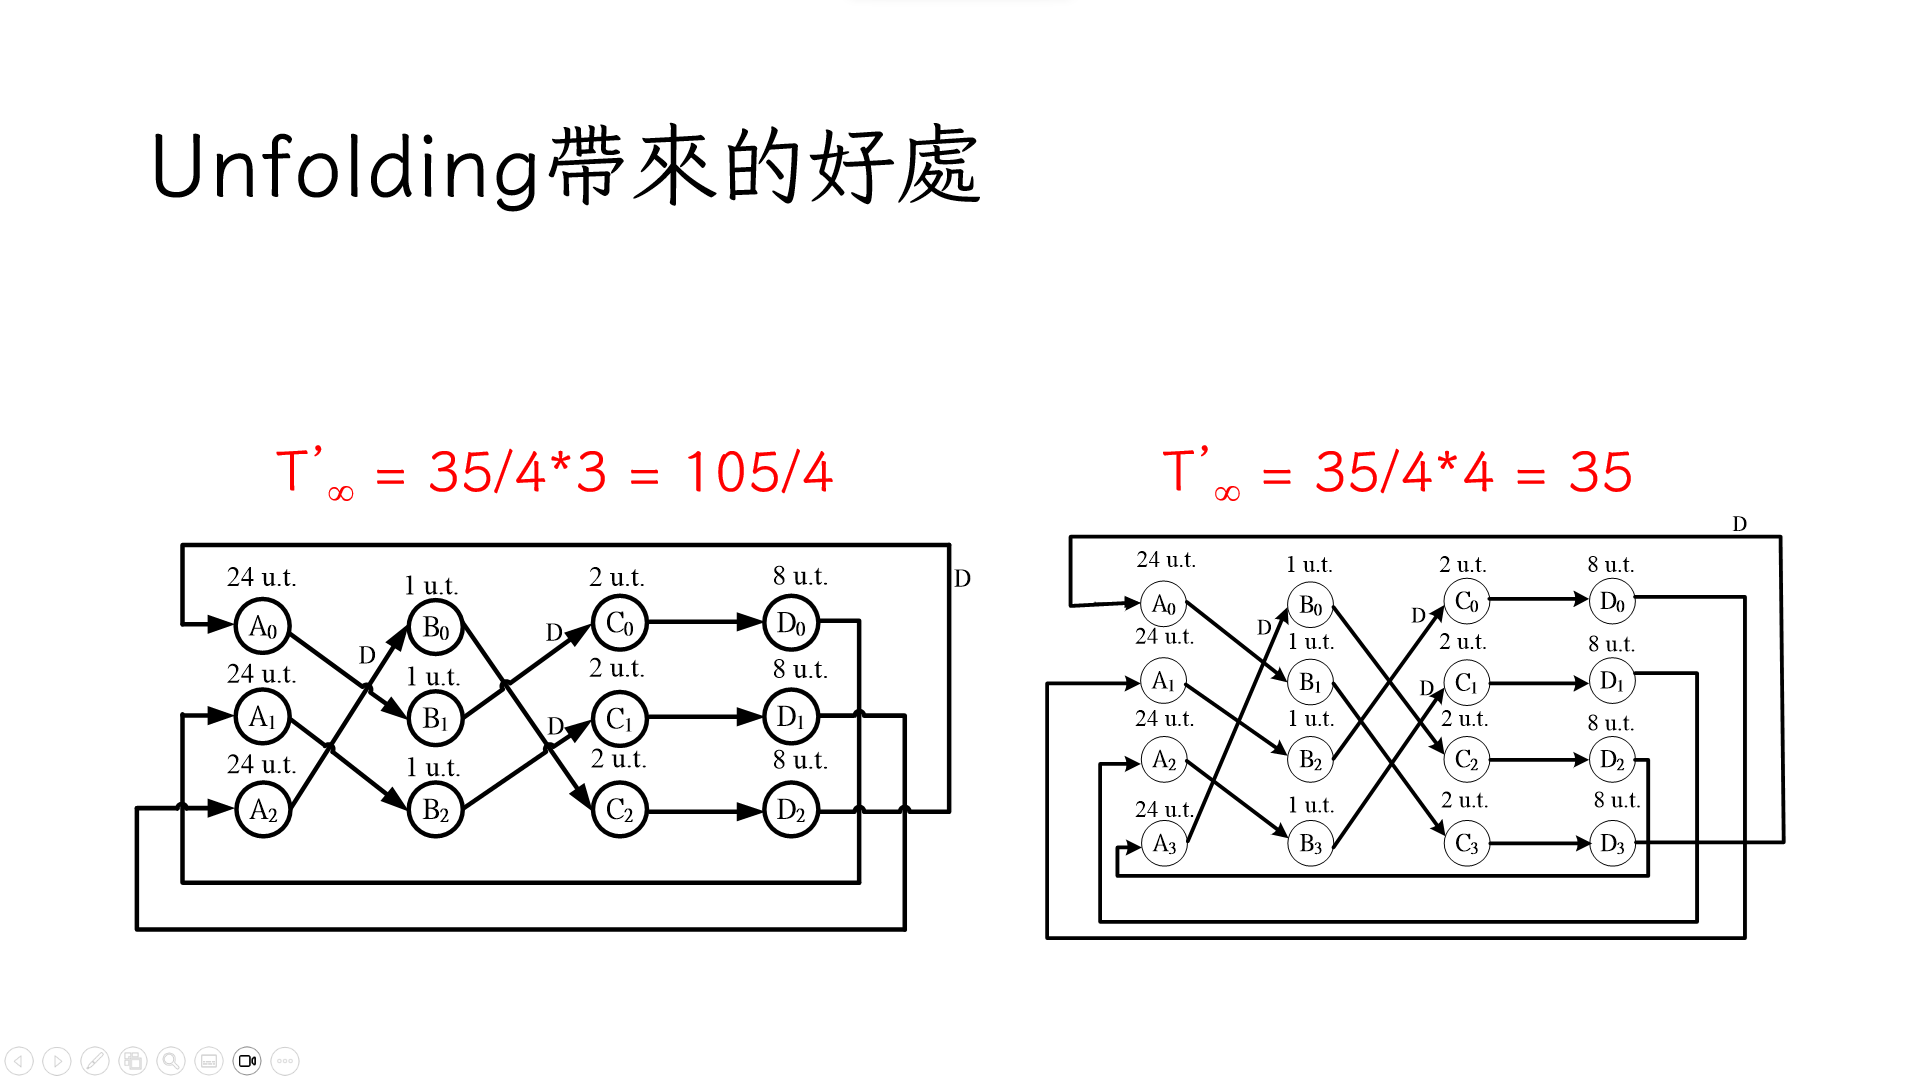 Unfolding帶來的好處
T’∞ = 35/4*3 = 105/4
T’∞ = 35/4*4 = 35
24 u.t.
1 u.t.
2 u.t.
8 u.t.
D
A0
B0
C0
D0
D
D
24 u.t.
1 u.t.
2 u.t.
8 u.t.
A1
B1
C1
D1
D
24 u.t.
1 u.t.
2 u.t.
8 u.t.
A2
B2
C2
D2
D
24 u.t.
1 u.t.
2 u.t.
8 u.t.
A0
B0
C0
D0
D
D
24 u.t.
1 u.t.
2 u.t.
8 u.t.
A1
B1
C1
D1
D
24 u.t.
1 u.t.
2 u.t.
8 u.t.
A2
B2
C2
D2
24 u.t.
1 u.t.
2 u.t.
8 u.t.
A3
B3
C3
D3